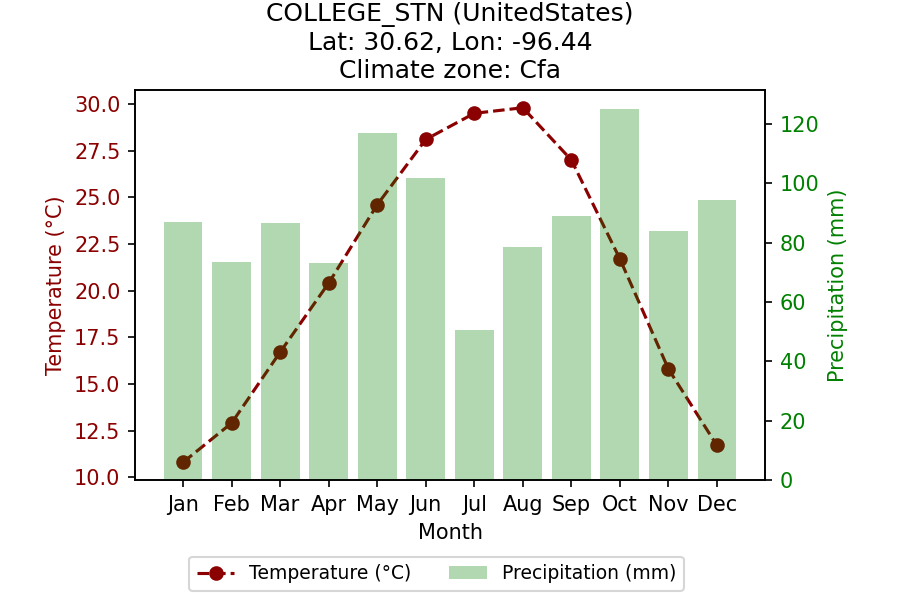 COLLEGE_STN (UnitedStates)
Lat: 30.62, Lon: -96.44
Climate zone: Cfa
Temperature (°C)
30.0
27.5
25.0
22.5
20.0
17.5
15.0
12.5
10.0
120
100
80
60
40
20
0
Precipitation (mm)
Jan Feb Mar Apr May Jun Jul Aug Sep Oct Nov Dec
Month
Temperature (°C) Precipitation (mm)